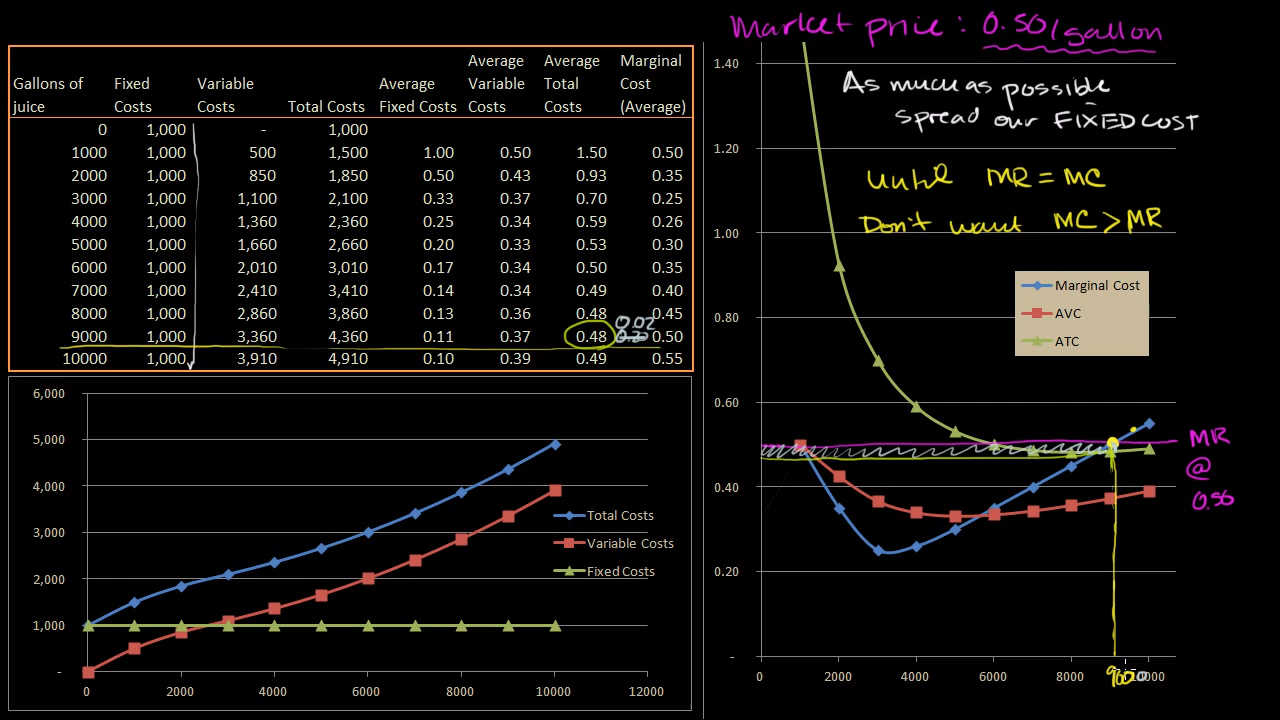 Market price: 0.50/gallon
Average Average Marginal
Gallons of Fixed Variable Average Variable Total Cost
juice Costs Costs Total Costs Fixed Costs Costs Costs (Average)
0 1,000 - 1,000
1000 1,000 500 1,500 1.00 0.50 1.50 0.50
2000 1,000 850 1,850 0.50 0.43 0.93 0.35
3000 1,000 1,100 2,100 0.33 0.37 0.70 0.25
4000 1,000 1,360 2,360 0.25 0.34 0.59 0.26
5000 1,000 1,660 2,660 0.20 0.33 0.53 0.30
6000 1,000 2,010 3,010 0.17 0.34 0.50 0.35
7000 1,000 2,410 3,410 0.14 0.34 0.49 0.40
8000 1,000 2,860 3,860 0.13 0.36 0.48 0.45
0.02
9000 1,000 3,360 4,360 0.11 0.37 0.48 0.50
10000 1,000 3,910 4,910 0.10 0.39 0.49 0.55
6,000
5,000
4,000
3,000
2,000
1,000
-
0 2000 4000 6000 8000 10000 12000
Total Costs
Variable Costs
Fixed Costs
As much as possible
spread our FIXED COST
until MR = MC
Don't want MC > MR
1.40
1.20
1.00
0.80
0.60
0.40
0.20
-
Marginal Cost
AVC
ATC
MR
@
0.50
0 2000 4000 6000 8000 9000 10000